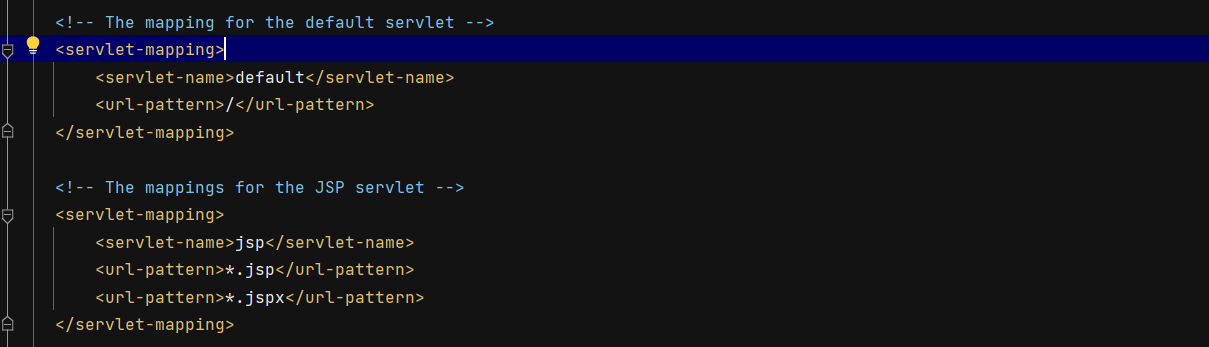 <!-- The mapping for the default servlet -->
<servlet-mapping>
<servlet-name>default</servlet-name>
<url-pattern>/</url-pattern>
</servlet-mapping>
<!-- The mappings for the JSP servlet -->
<servlet-mapping>
<servlet-name>jsp</servlet-name>
<url-pattern>*.jsp</url-pattern>
<url-pattern>*.jspx</url-pattern>
</servlet-mapping>